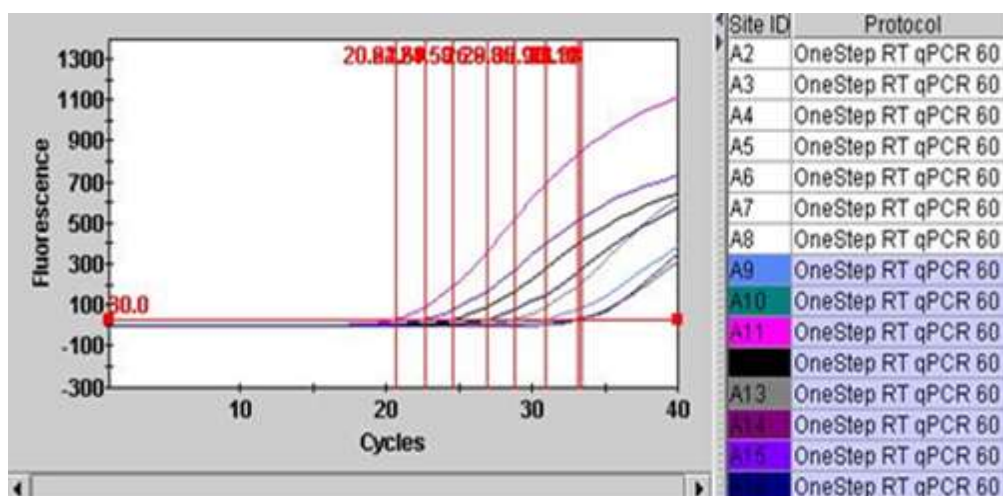 Site ID Protocol
1300
1100
900
700
500
300
100
-100
-300
30.0
Fluorescence
10 20 30 40
Cycles
A2 OneStep RT qPCR 60
A3 OneStep RT qPCR 60
A4 OneStep RT qPCR 60
A5 OneStep RT qPCR 60
A6 OneStep RT qPCR 60
A7 OneStep RT qPCR 60
A8 OneStep RT qPCR 60
A9 OneStep RT qPCR 60
A10 OneStep RT qPCR 60
A11 OneStep RT qPCR 60
OneStep RT qPCR 60
A13 OneStep RT qPCR 60
A14 OneStep RT qPCR 60
A15 OneStep RT qPCR 60
OneStep RT qPCR 60